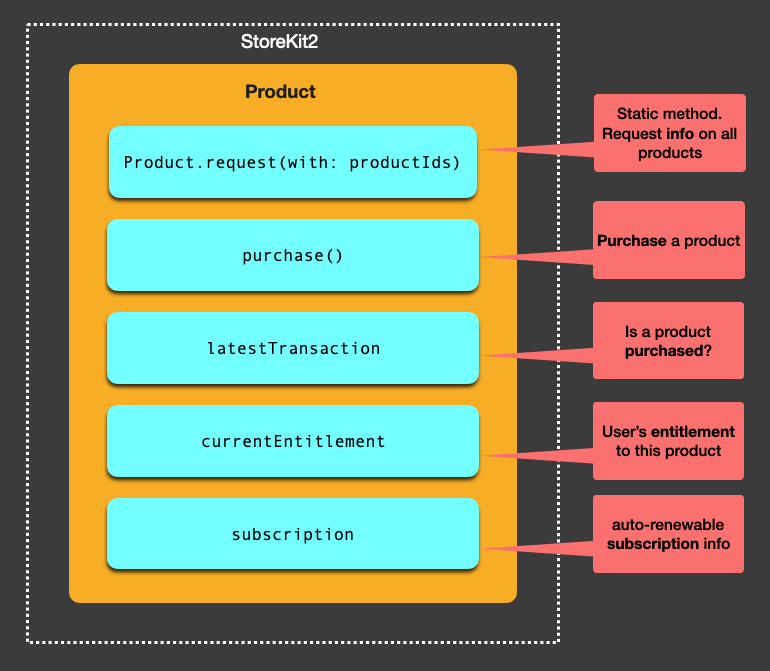 StoreKit2
Product
Product.request(with: productIds)
Static method.
Request info on all
products
purchase()
Purchase a product
latestTransaction
Is a product
purchased?
currentEntitlement
User’s entitlement
to this product
subscription
auto-renewable
subscription info